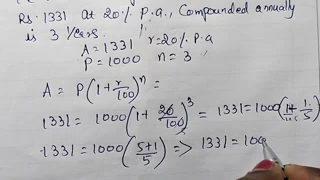 Rs. 1331 at 20% P.a., Compounded annually
is 3 Years
A = 1331 r = 20% p.a
P = 1000 n = 3
A = P(1+r/100)^n =
1331 = 1000(1+20/100)^3 = 1331 = 1000(1/1+1/5)
1331 = 1000(5+1/5) => 1331 = 100